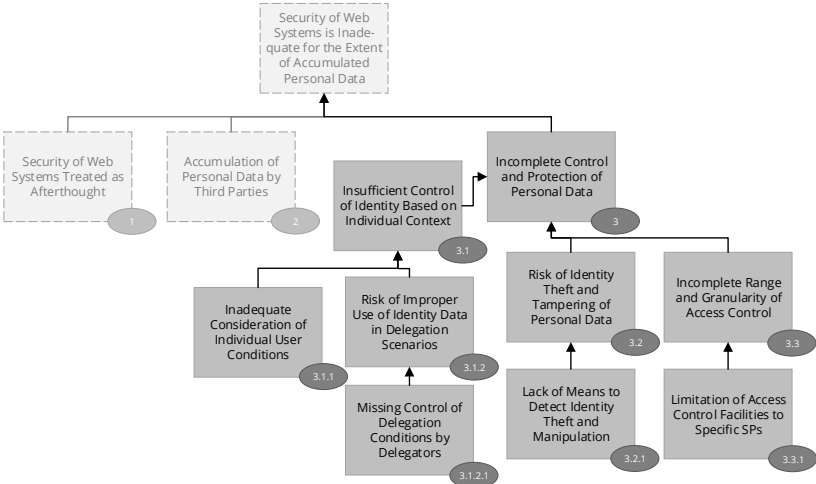 Security of Web
Systems is Inade-
quate for the Extent
of Accumulated
Personal Data
Security of Web
Systems Treated as
Afterthought
1
Accumulation of
Personal Data by
Third Parties
2
Incomplete Control
and Protection of
Personal Data
3
Insufficient Control
of Identity Based on
Individual Context
3.1
Inadequate
Consideration of
Individual User
Conditions
3.1.1
Risk of Improper
Use of Identity Data
in Delegation
Scenarios
3.1.2
Missing Control of
Delegation
Conditions by
Delegators
3.1.2.1
Risk of Identity
Theft and
Tampering of
Personal Data
3.2
Lack of Means to
Detect Identity
Theft and
Manipulation
3.2.1
Incomplete Range
and Granularity of
Access Control
3.3
Limitation of Access
Control Facilities to
Specific SPs
3.3.1